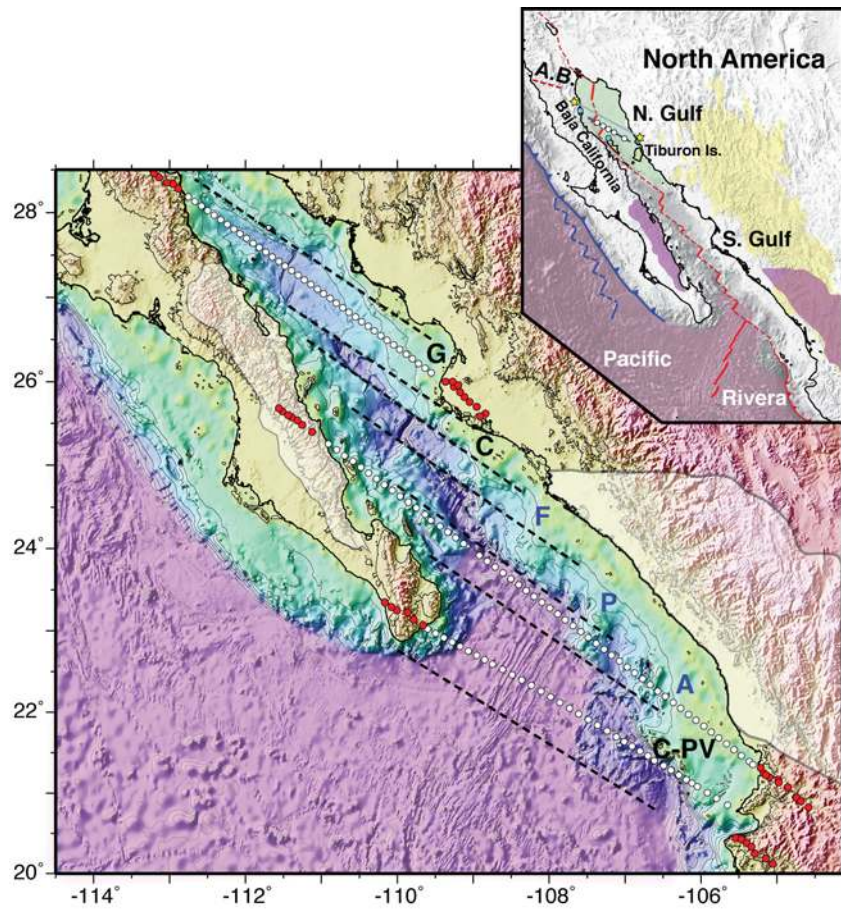 North America
A.B.
N. Gulf
Baja California
Tiburon Is.
S. Gulf
Pacific
Rivera
28°
26°
24°
22°
20°
G
C
F
P
A
C-PV
-114°
-112°
-110°
-108°
-106°